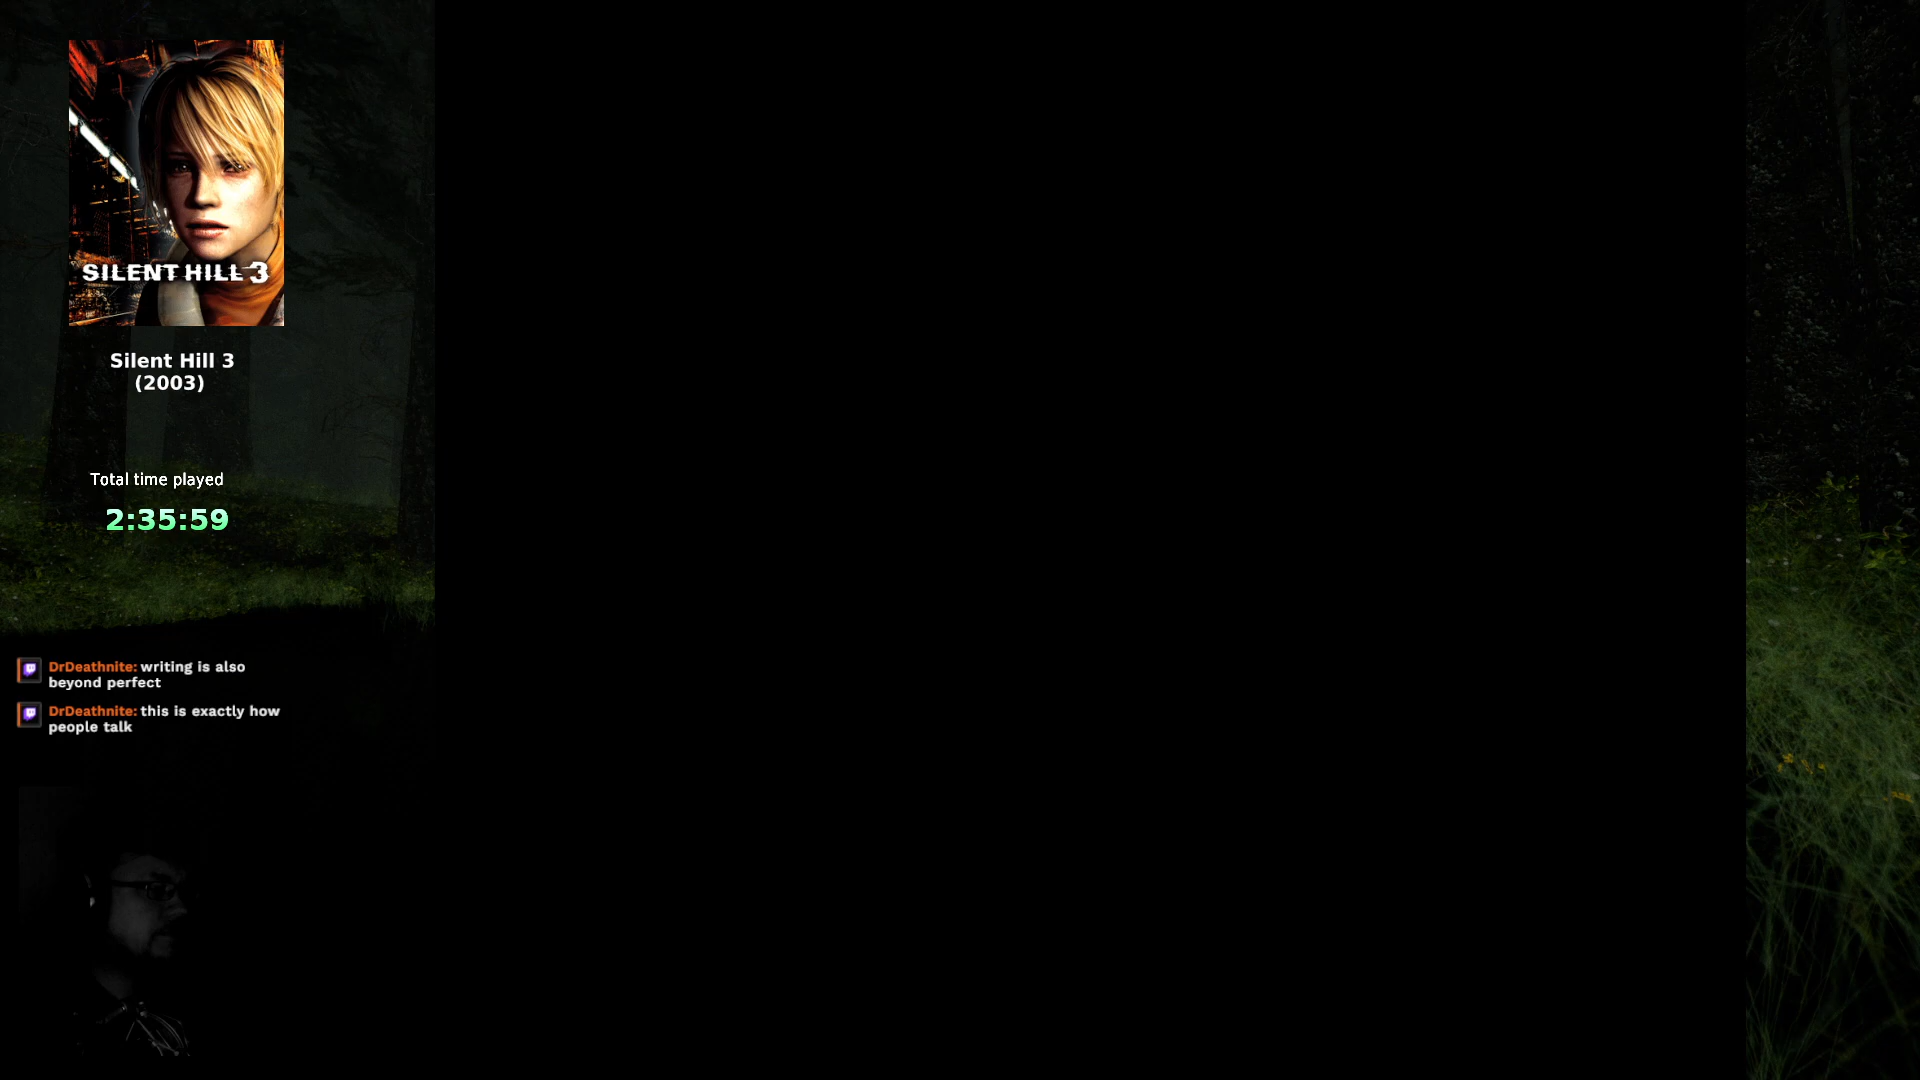 SILENT HILL 3
Silent Hill 3
(2003)
Total time played
2:35:59
DrDeathnite: writing is also
beyond perfect
DrDeathnite: this is exactly how
people talk